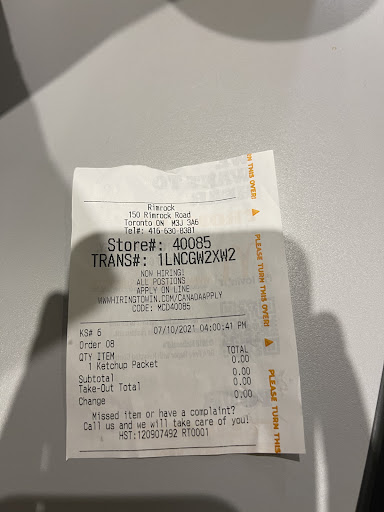 Rimrock
150 Rimrock Road
Toronto ON M3J 3A6
Tel#: 416-630-8381
Store#: 40085
TRANS#: 1LNCGW2XW2
NOW HIRING!
ALL POSTIONS
APPLY ON LINE
WWWHIRINGTOWIN.COM/CANADAAPPLY
CODE: MCD40085
KS# 6 07/10/2021 04:00:41 PM
Order 08
QTY ITEM TOTAL
1 Ketchup Packet 0.00
Subtotal 0.00
Take-Out Total 0.00
Change 0.00
Missed item or have a complaint?
Call us and we will take care of you!
HST:120907492 RT0001
RN THIS OVER!
PLEASE TURN THIS OVER!
PLEASE TURN THIS